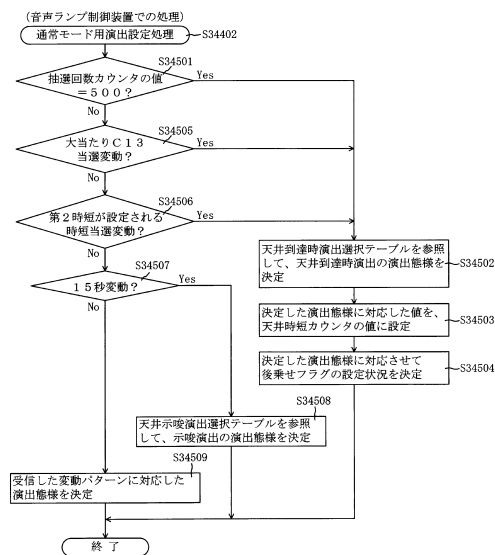 (音声ランプ制御装置での処理)
通常モード用演出設定処理
S34402
S34501
抽選回数カウンタの値
=500?
Yes
No
S34505
大当たりC13
当選変動?
Yes
No
S34506
第2時短が設定される
時短当選変動?
Yes
No
S34507
15秒変動?
Yes
No
天井到達時演出選択テーブルを参照
して、天井到達時演出の演出態様を
決定
S34502
決定した演出態様に対応した値を、
天井時短カウンタの値に設定
S34503
決定した演出態様に対応させて
後乗せフラグの設定状況を決定
S34504
S34508
天井示唆演出選択テーブルを参照
して、示唆演出の演出態様を決定
S34509
受信した変動パターンに対応した
演出態様を決定
終了